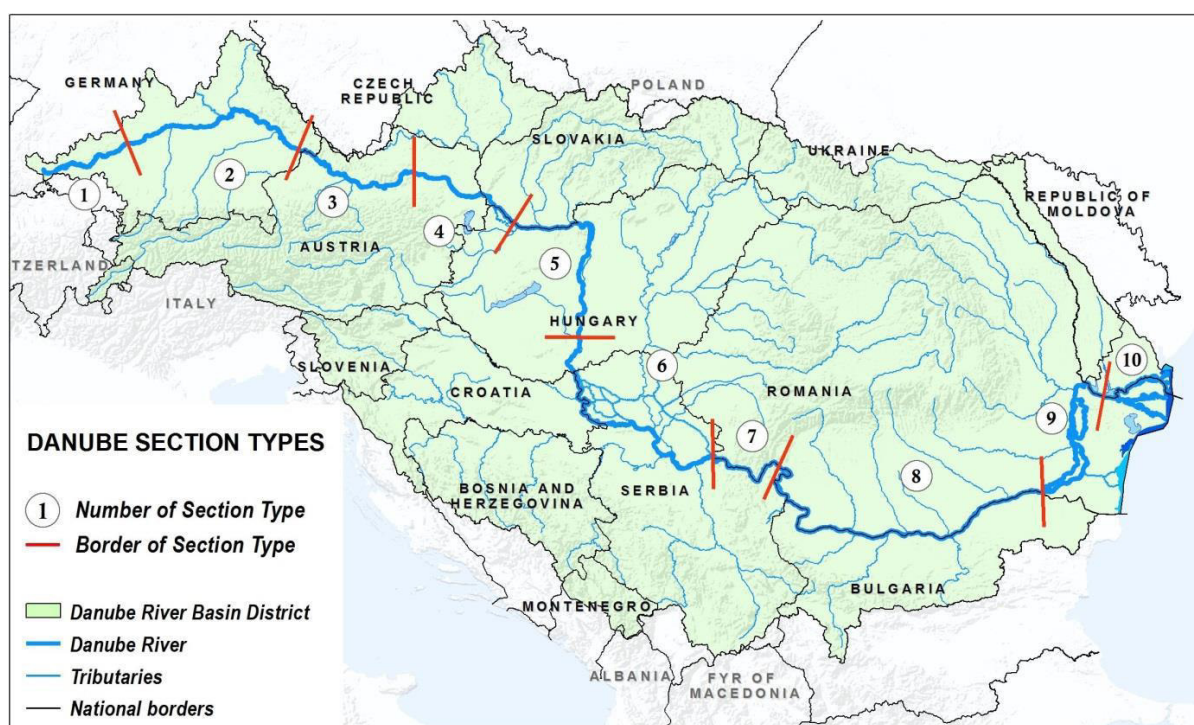 GERMANY
CZECH
REPUBLIC
POLAND
SLOVAKIA
UKRAINE
REPUBLIC OF
MOLDOVA
1
2
3
4
5
6
7
8
9
10
AUSTRIA
TZERLAND
ITALY
HUNGARY
SLOVENIA
CROATIA
ROMANIA
BOSNIA AND
HERZEGOVINA
SERBIA
BULGARIA
MONTENEGRO
ALBANIA
FYR OF
MACEDONIA
DANUBE SECTION TYPES
1 Number of Section Type
Border of Section Type
Danube River Basin District
Danube River
Tributaries
National borders